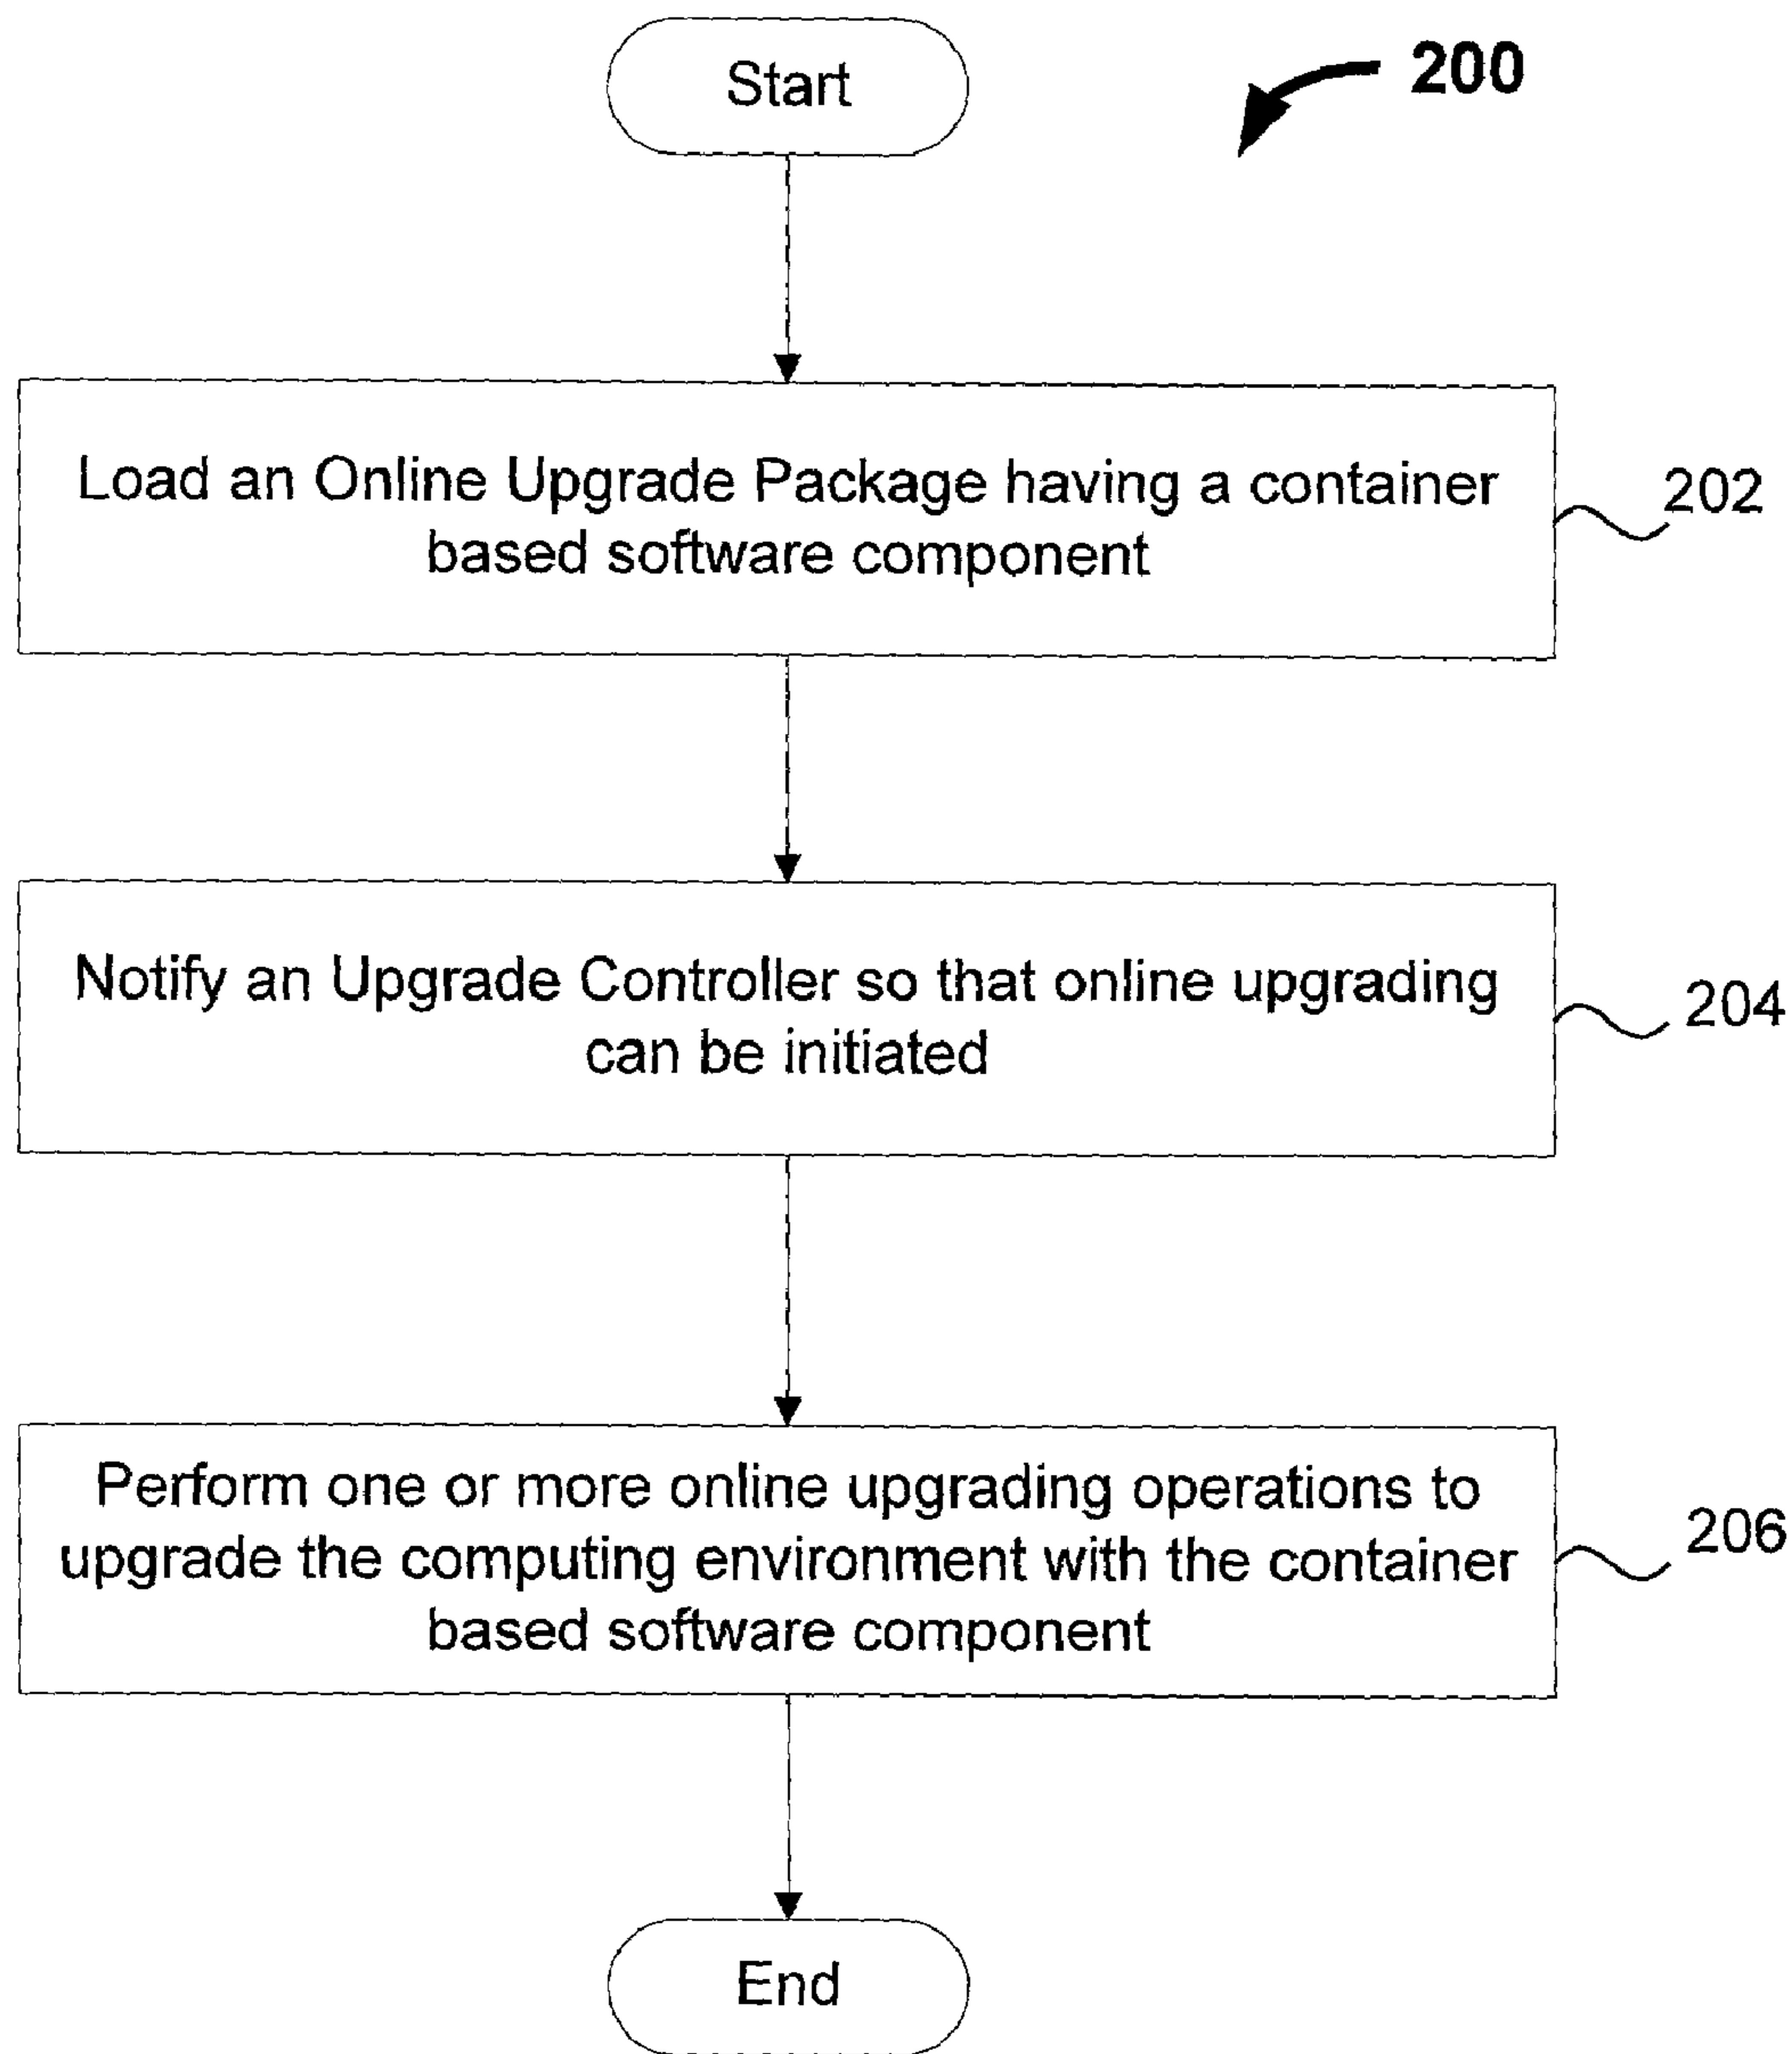 Start
200
Load an Online Upgrade Package having a container
based software component
202
Notify an Upgrade Controller so that online upgrading
can be initiated
204
Perform one or more online upgrading operations to
upgrade the computing environment with the container
based software component
206
End